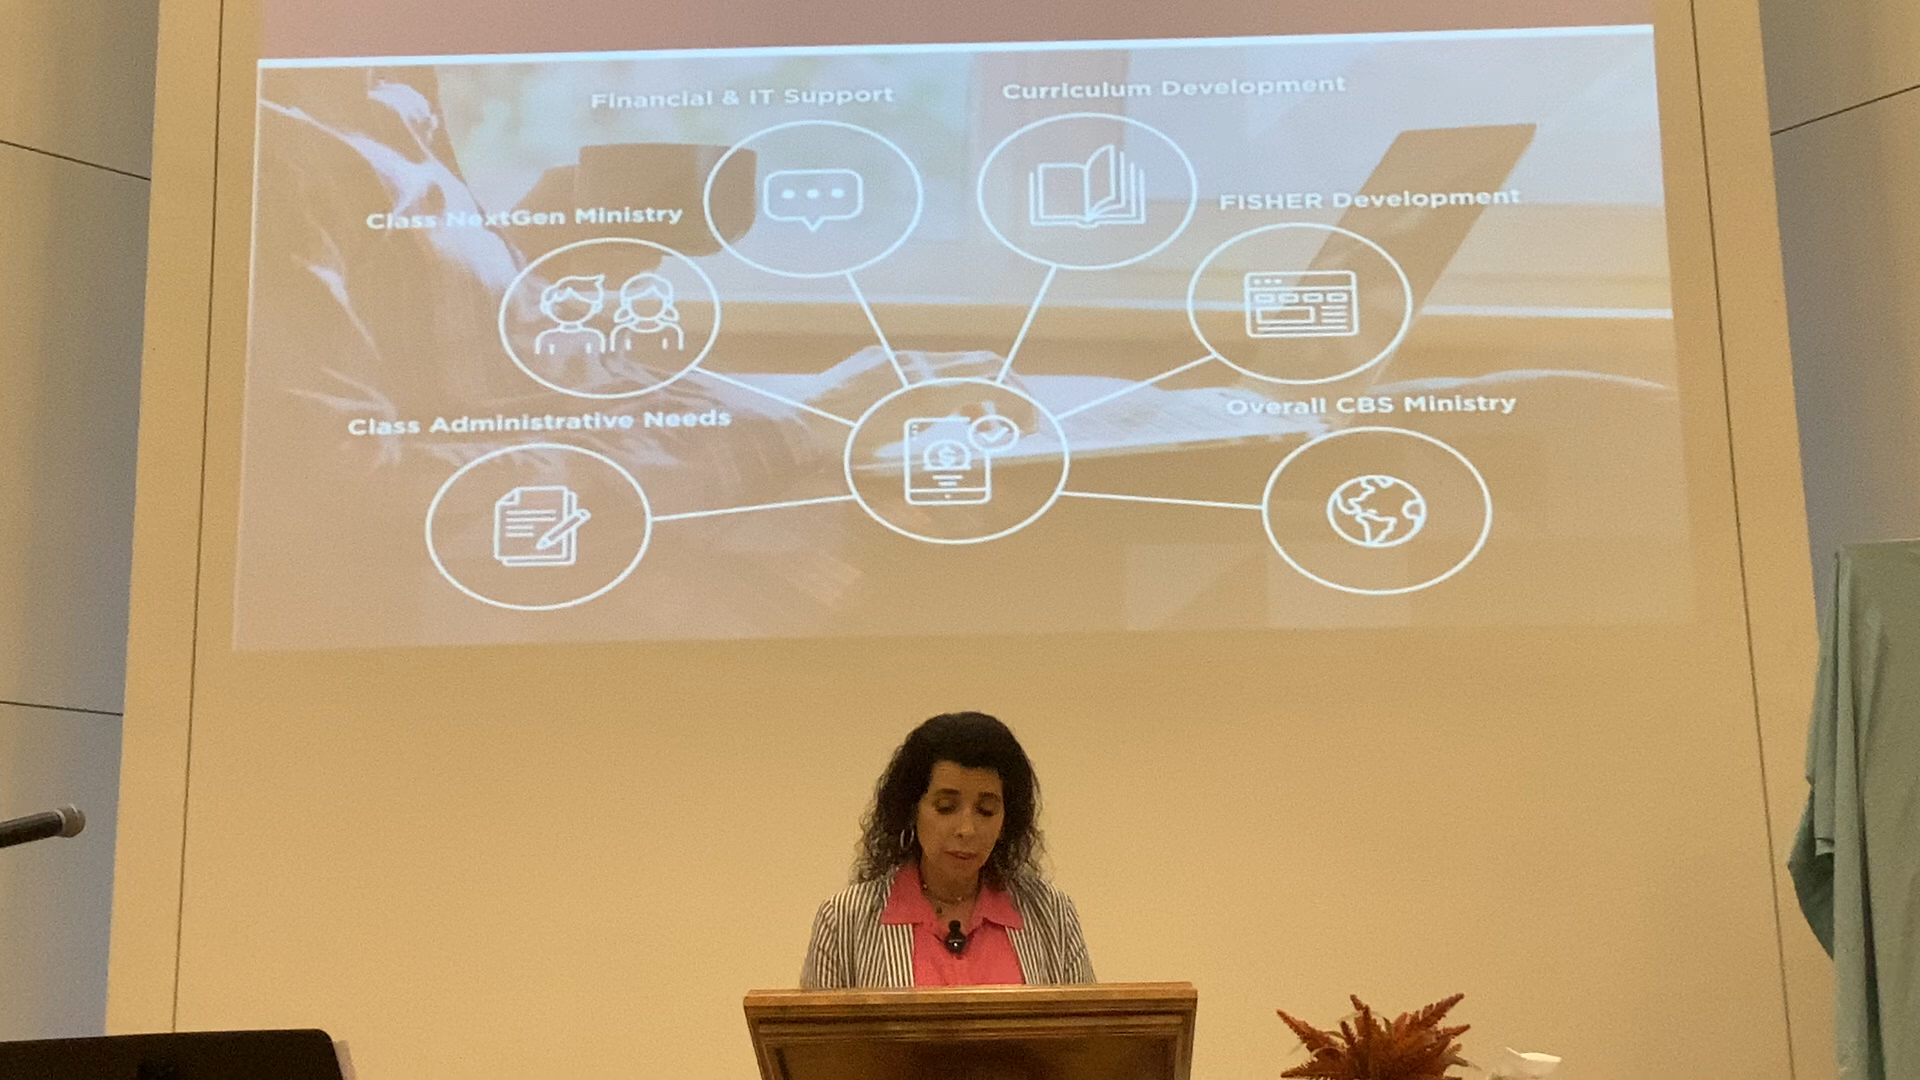 Financial & IT Support
Curriculum Development
Class NextGen Ministry
FISHER Development
Class Administrative Needs
Overall CBS Ministry
$